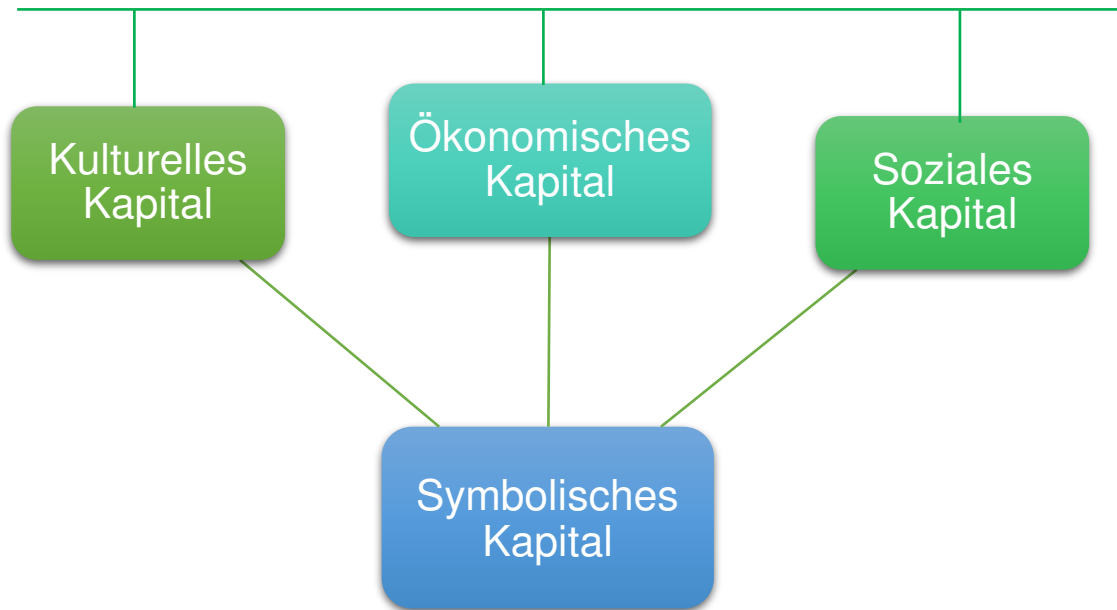 Kulturelles
Kapital
Ökonomisches
Kapital
Soziales
Kapital
Symbolisches
Kapital